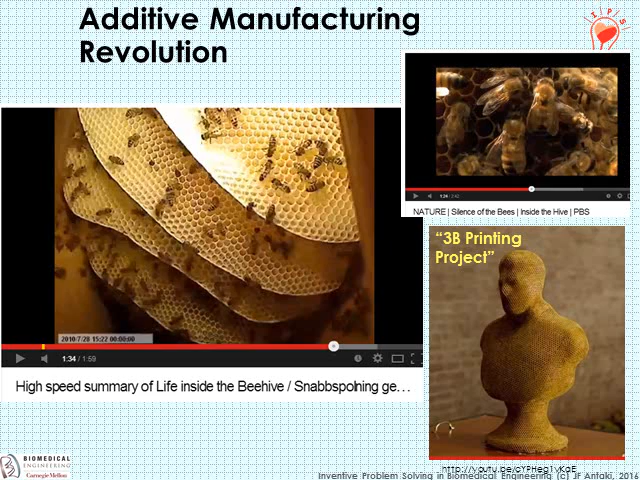 Additive Manufacturing
Revolution
I P S
NATURE | Silence of the Bees | Inside the Hive | PBS
2010/7/28 15:22 00:00:00
1:34 / 1:59
High speed summary of Life inside the Beehive / Snabbspolning ge...
"3B Printing
Project"
http://youtu.be/cYPHeg1vKaE
BIOMEDICAL
ENGINEERING
Carnegie Mellon
Inventive Problem Solving in Biomedical Engineering (c) JF Antaki, 2016